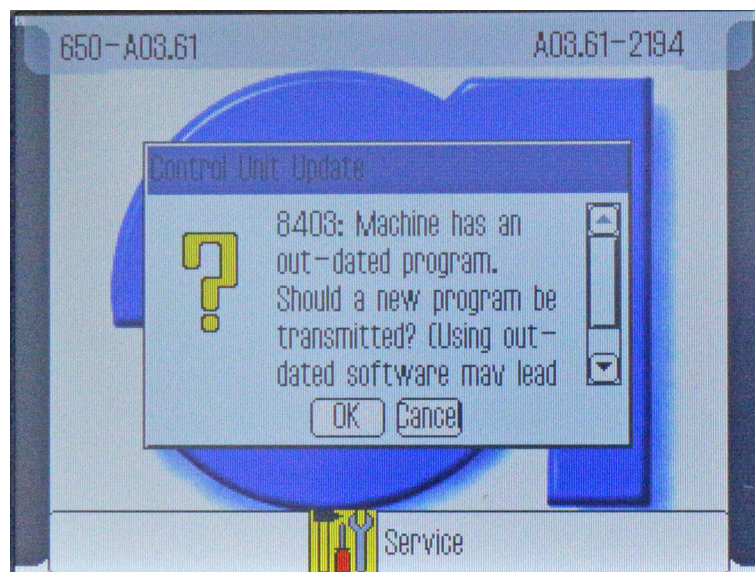 650-A03.61
A03.61-2194
Control Unit Update
8403: Machine has an
out-dated program.
Should a new program be
transmitted? (Using out-
dated software may lead
OK
Cancel
Service